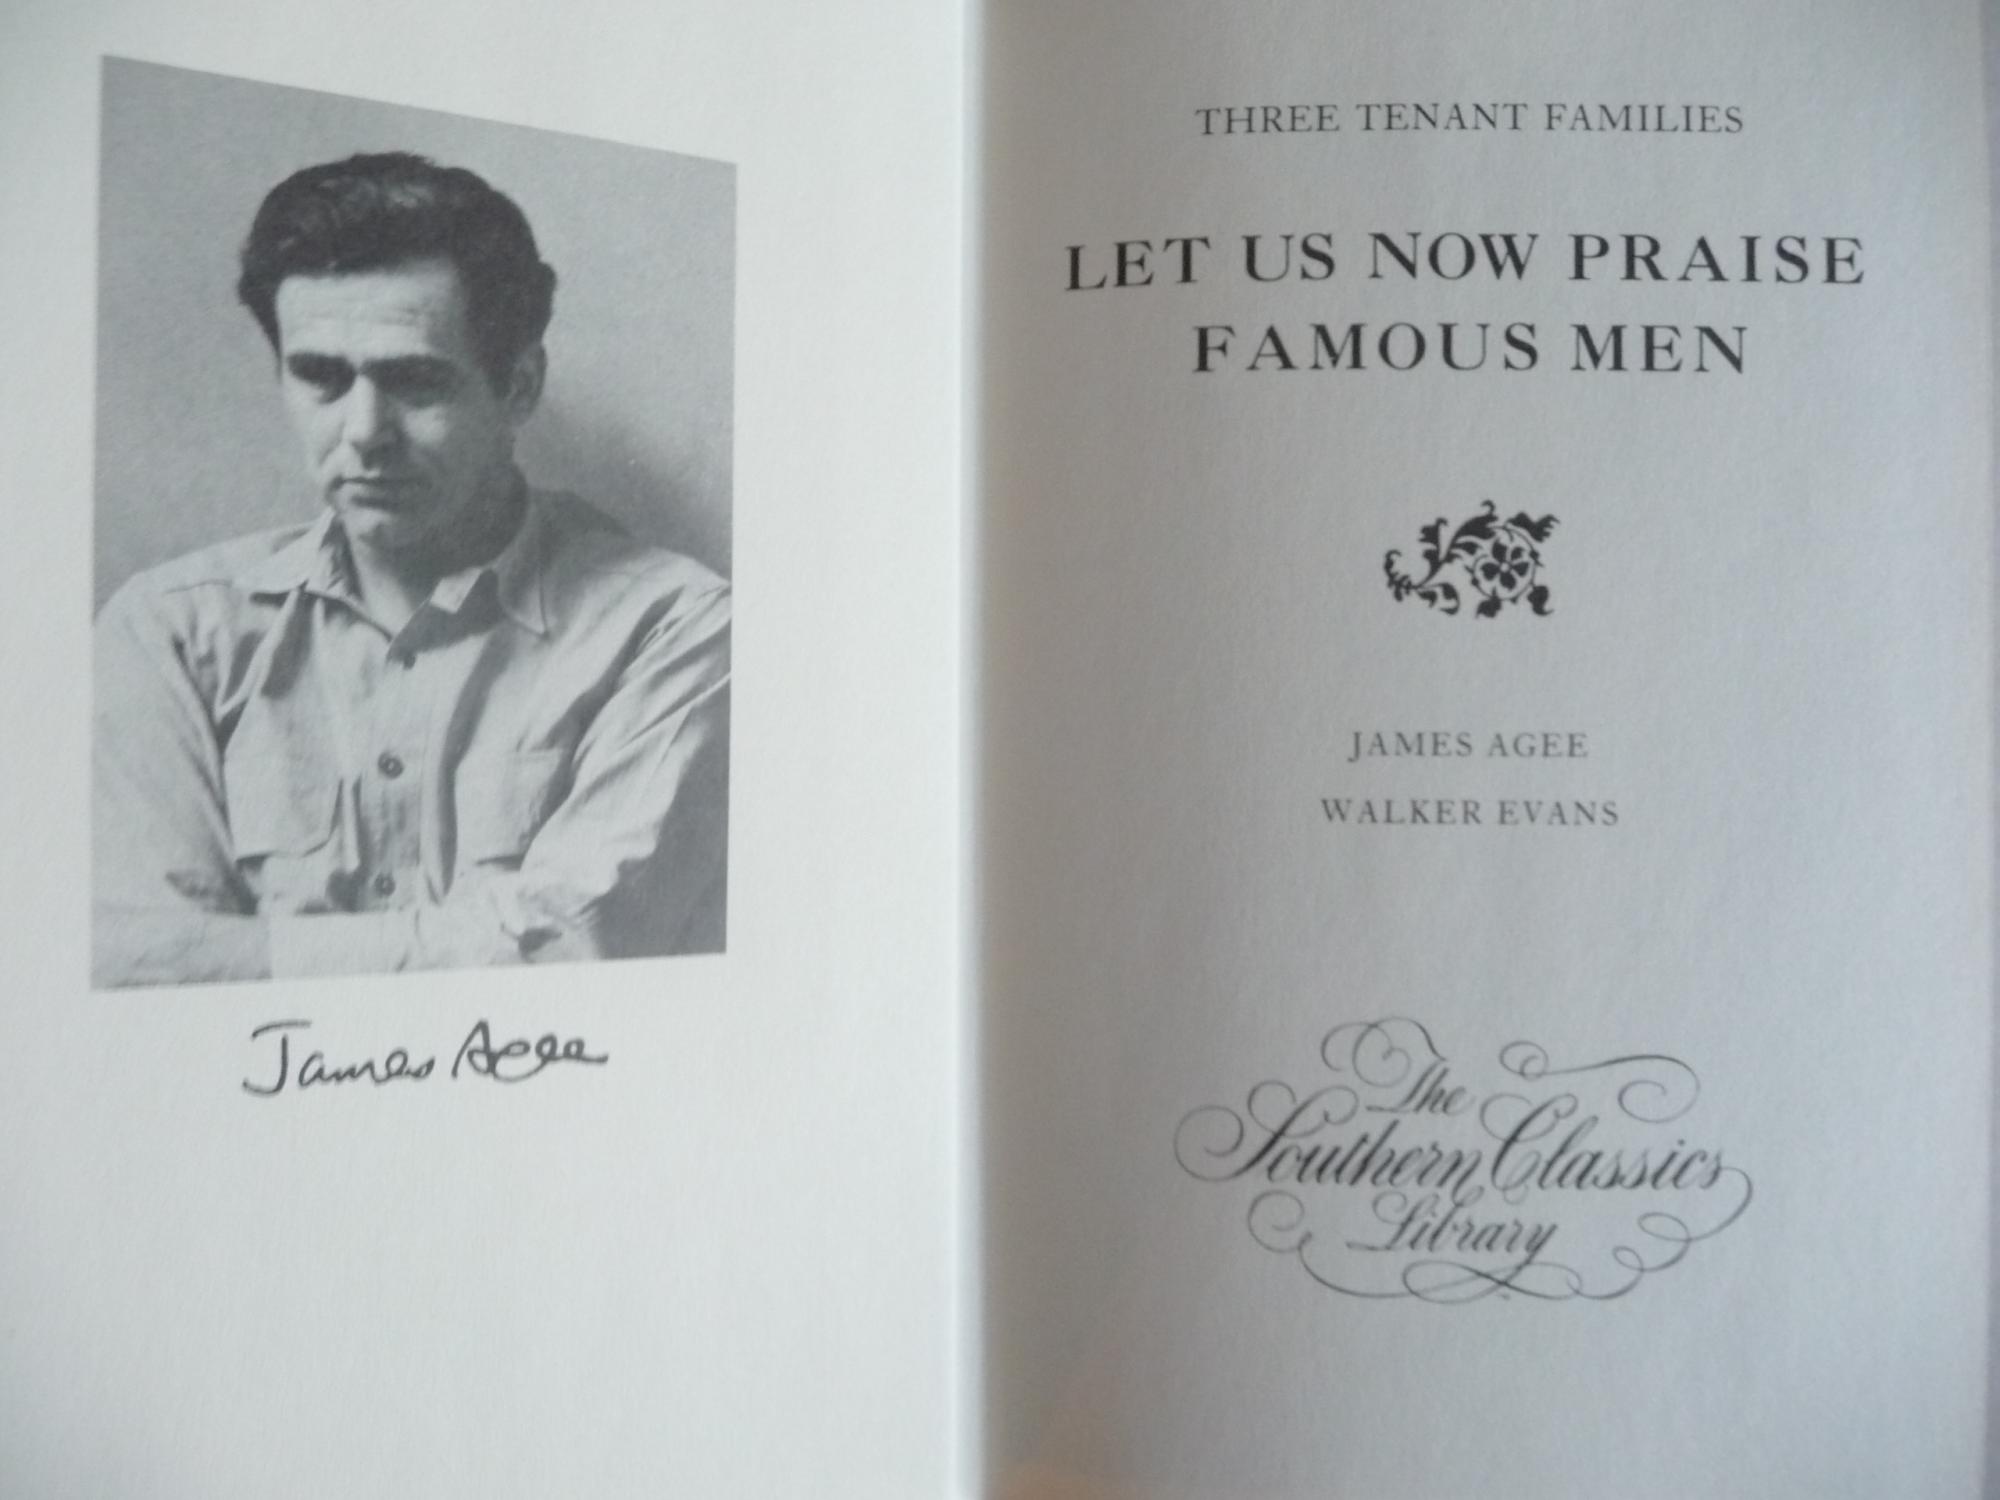 James Agee
THREE TENANT FAMILIES
LET US NOW PRAISE
FAMOUS MEN
JAMES AGEE
WALKER EVANS
The
Southern Classics
Library